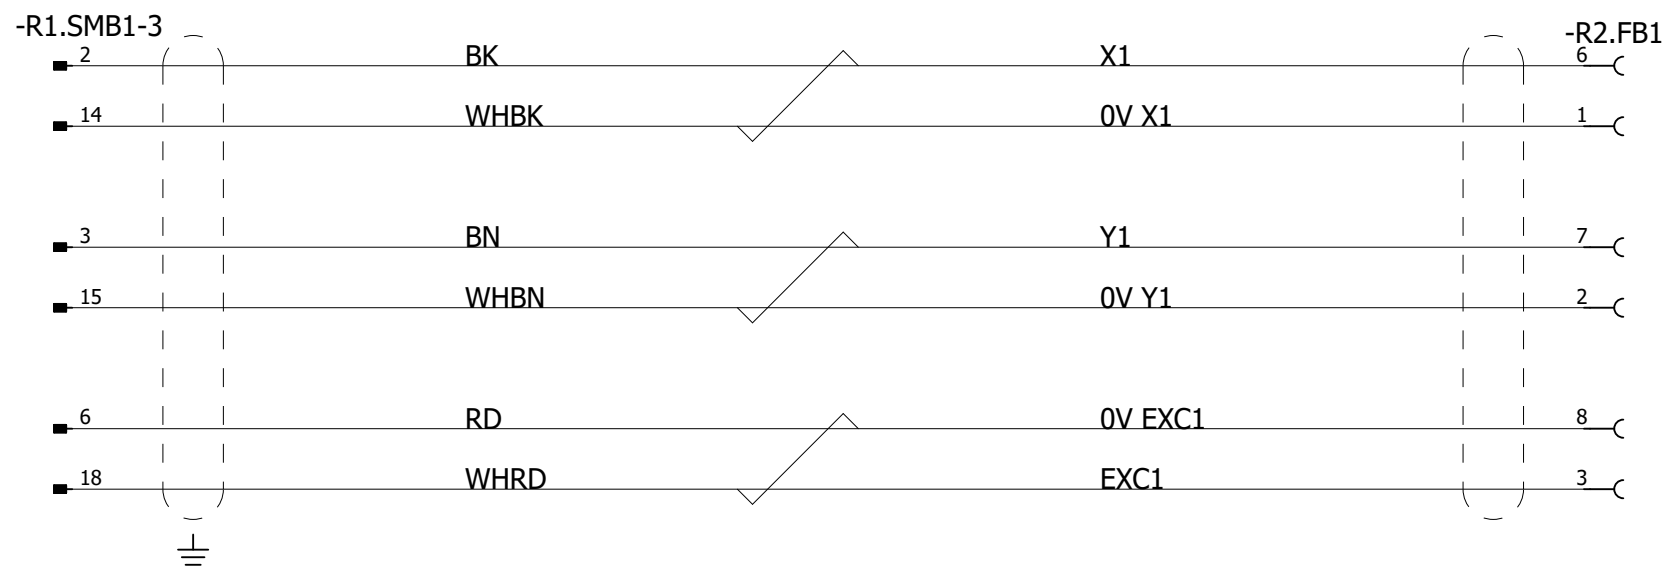 -R1.SMB1-3 -R2.FB1
2 BK X1 6
14 WHBK 0V X1 1
3 BN Y1 7
15 WHBN 0V Y1 2
6 RD 0V EXC1 8
18 WHRD EXC1 3